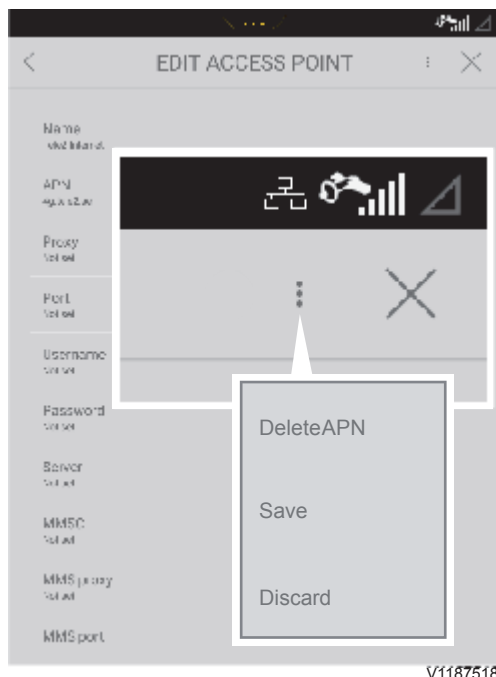 EDIT ACCESS POINT
Name
APN
Proxy
Not set
Port
Not set
Username
Not set
Password
Not set
Server
Not set
MMSC
Not set
MMS proxy
Not set
MMS port
DeleteAPN
Save
Discard
V1187518